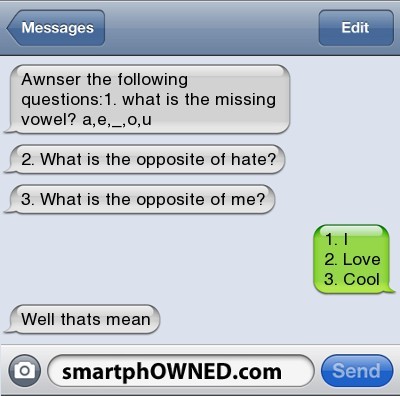 Messages
Edit
Awnser the following
questions:1. what is the missing
vowel? a,e,_,o,u
2. What is the opposite of hate?
3. What is the opposite of me?
1. I
2. Love
3. Cool
Well thats mean
smartphOWNED.com
Send